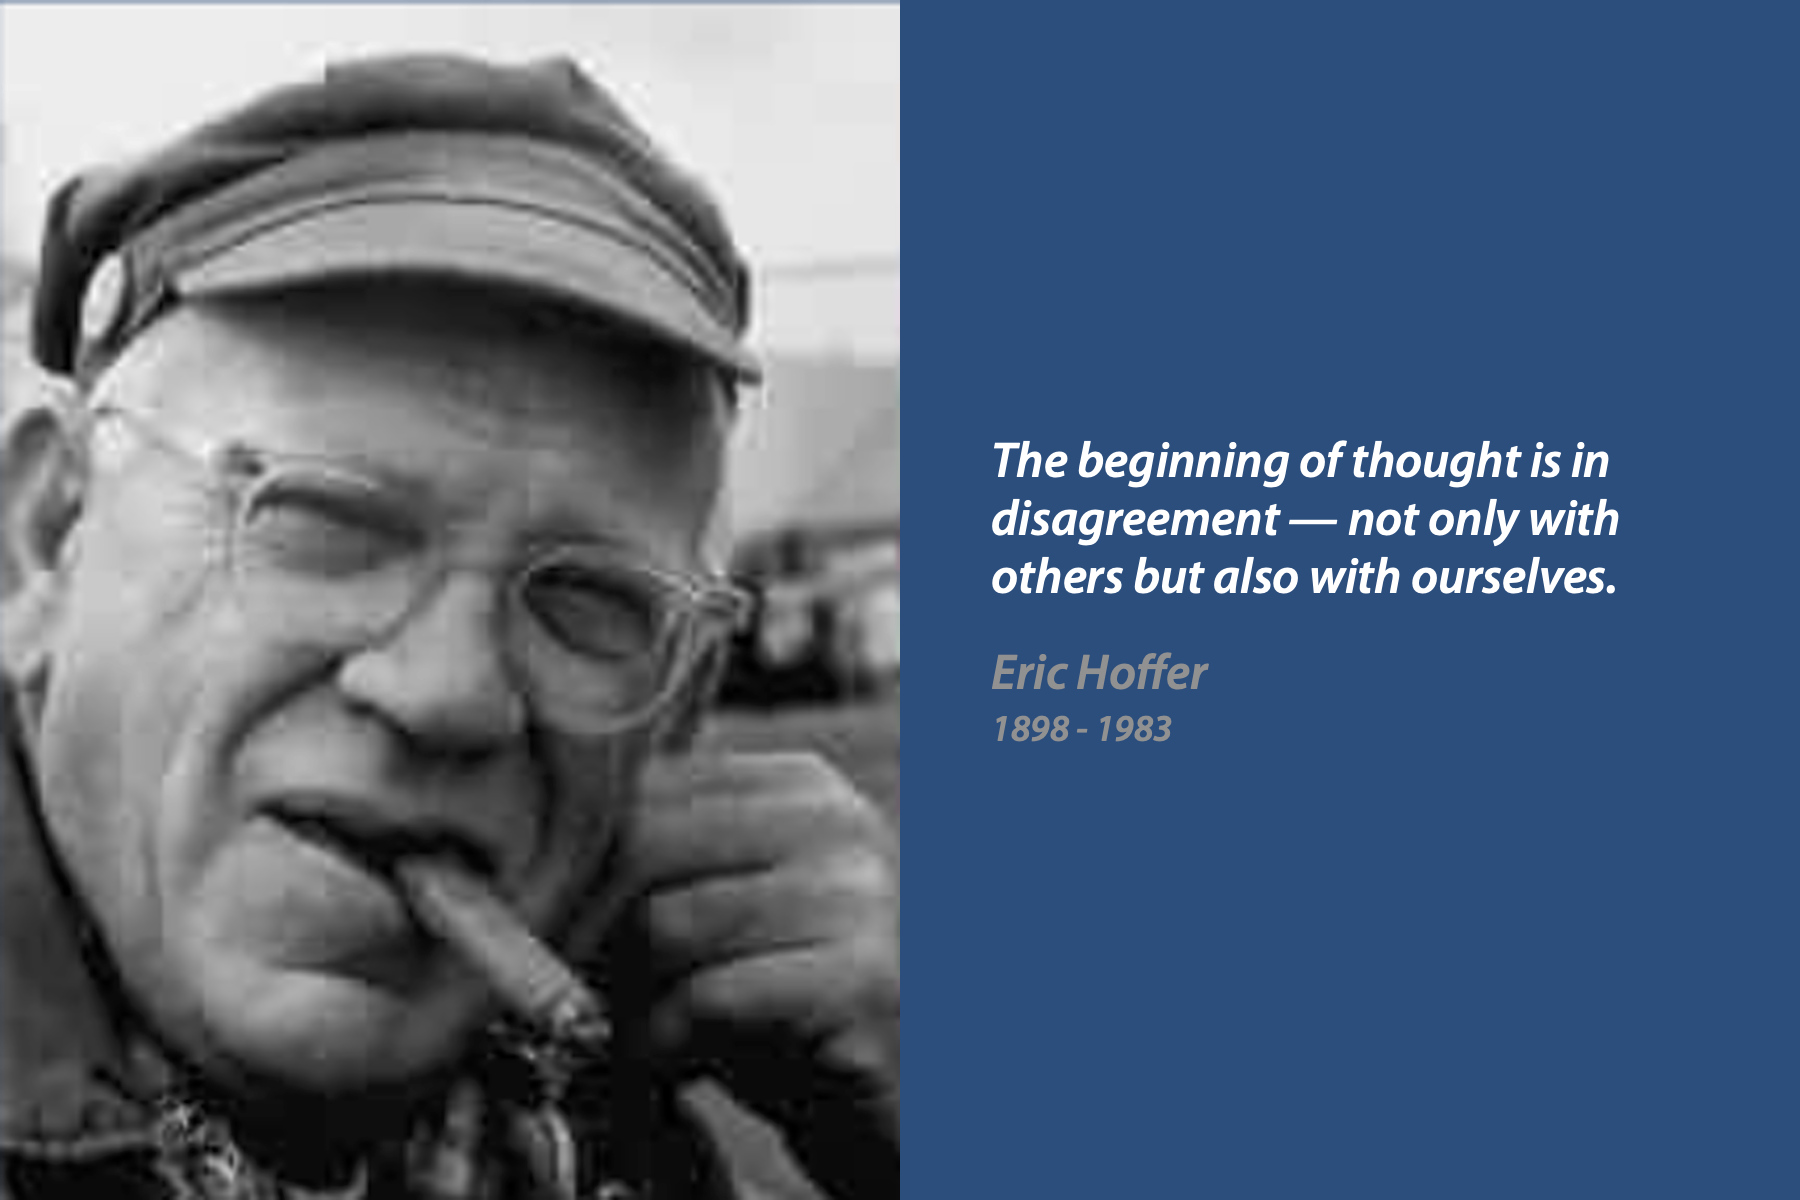 The beginning of thought is in
disagreement — not only with
others but also with ourselves.
Eric Hoffer
1898 - 1983